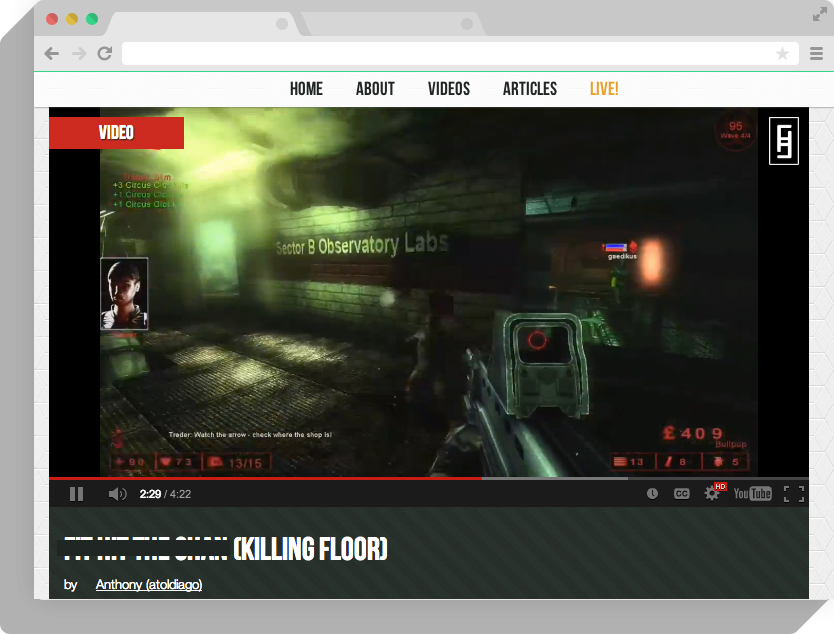 HOME ABOUT VIDEOS ARTICLES LIVE!
VIDEO
95
Wave 4/4
Sector B Observatory Labs
gaedikus
Trader: Watch the arrow - check where the shop is!
£409
Bullpup
73 13/15 13 8 5
2:29 / 4:22 CC HD YouTube
(KILLING FLOOR)
by Anthony (atoldiago)